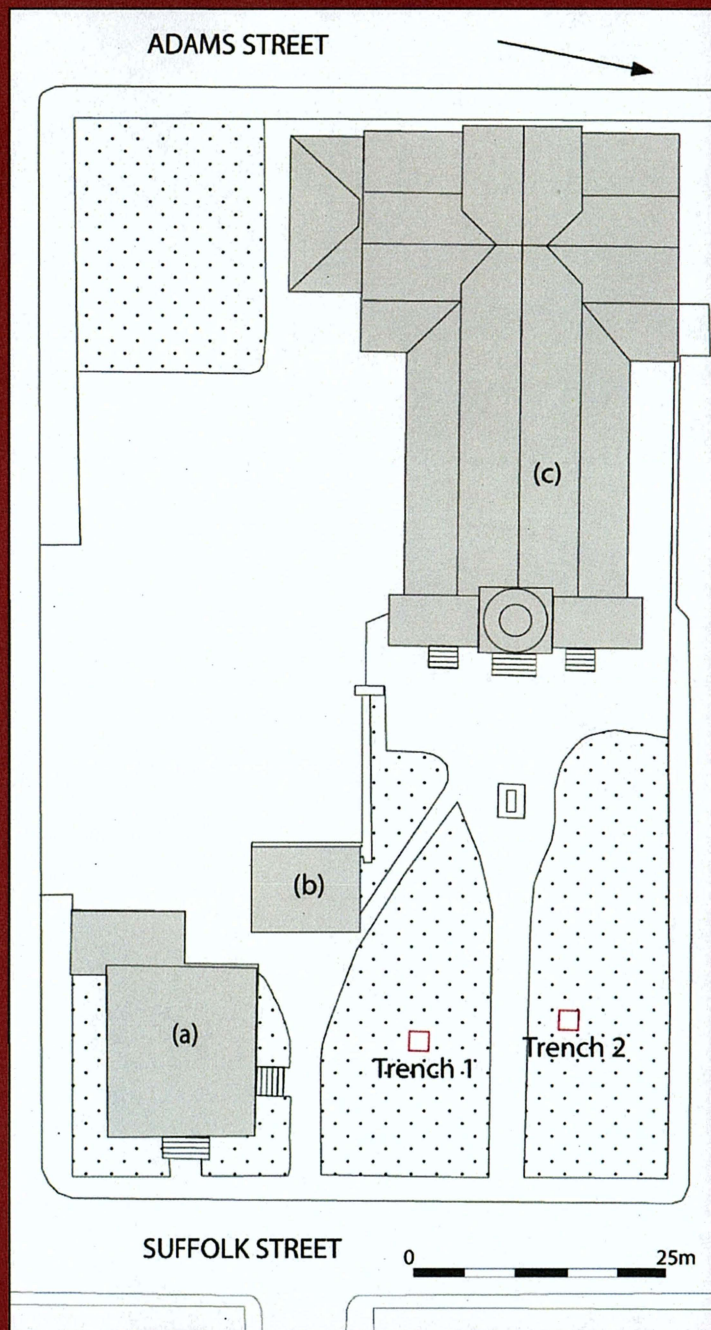 ADAMS STREET
(c)
(b)
(a)
Trench 1
Trench 2
SUFFOLK STREET
0 25m